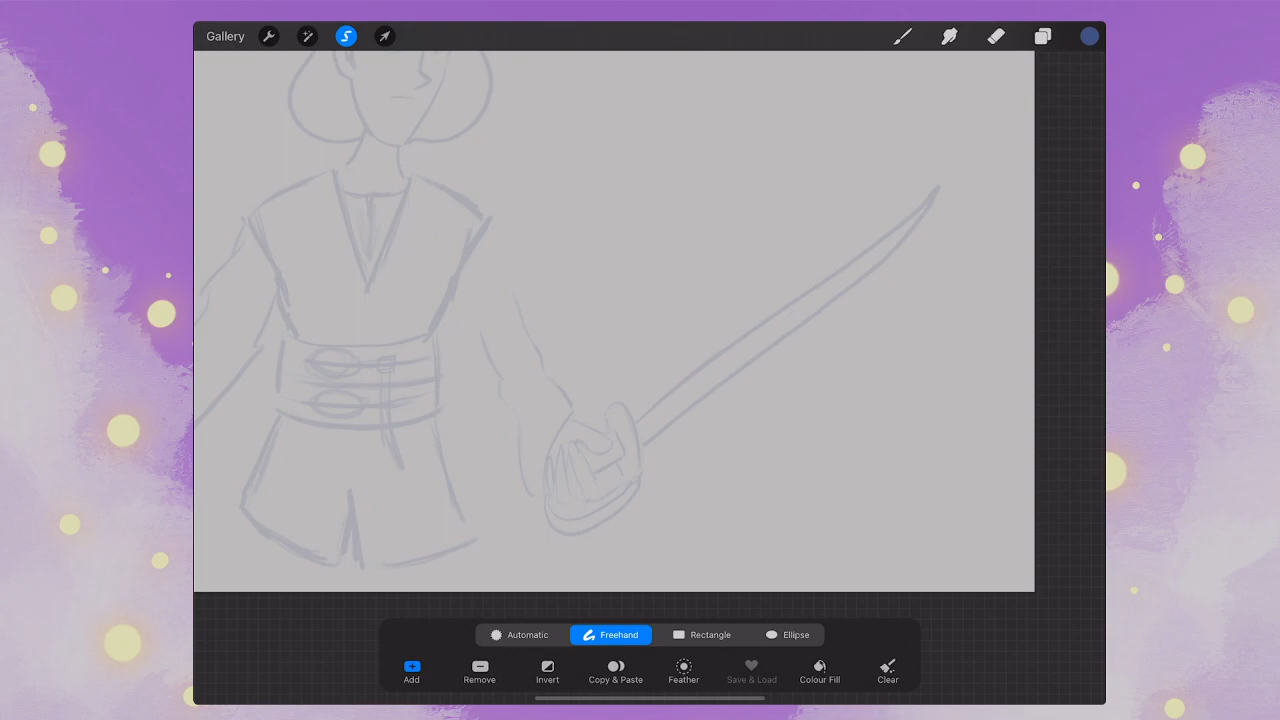 Gallery
Automatic Freehand Rectangle Ellipse
Add Remove Invert Copy & Paste Feather Save & Load Colour Fill Clear